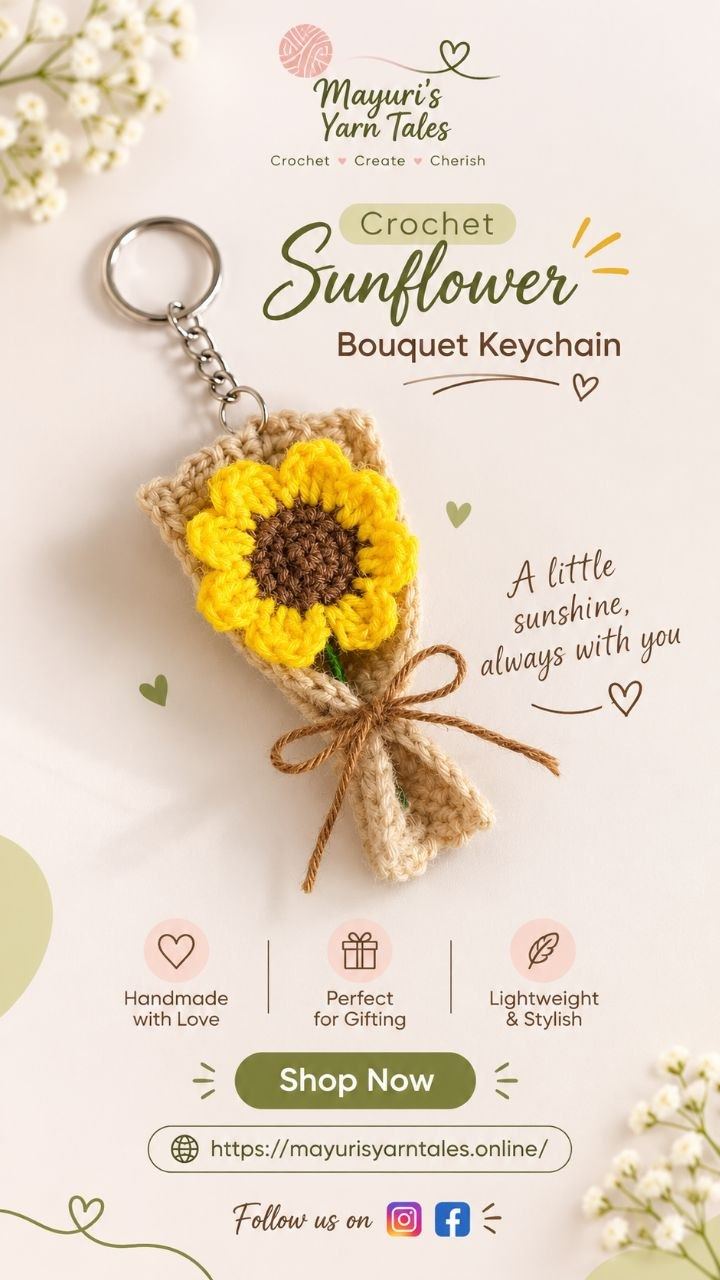 Mayuri's
Yarn Tales
Crochet ♥ Create ♥ Cherish
Crochet
Sunflower
Bouquet Keychain
A little
sunshine,
always with you
Handmade
with Love
Perfect
for Gifting
Lightweight
& Stylish
Shop Now
https://mayurisyarntales.online/
Follow us on